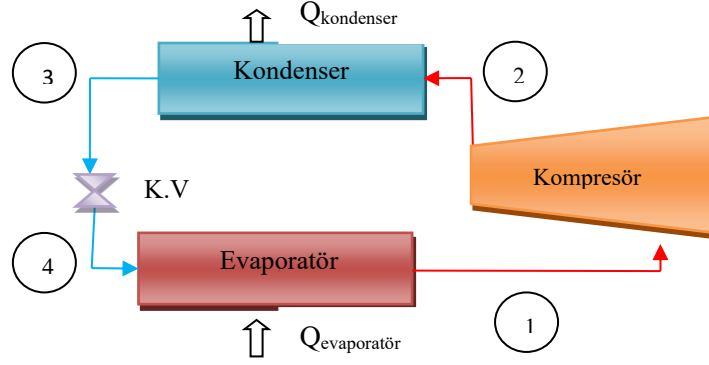 Qkondenser
3
Kondenser
2
K.V
Kompresör
4
Evaporatör
1
Qevaporatör